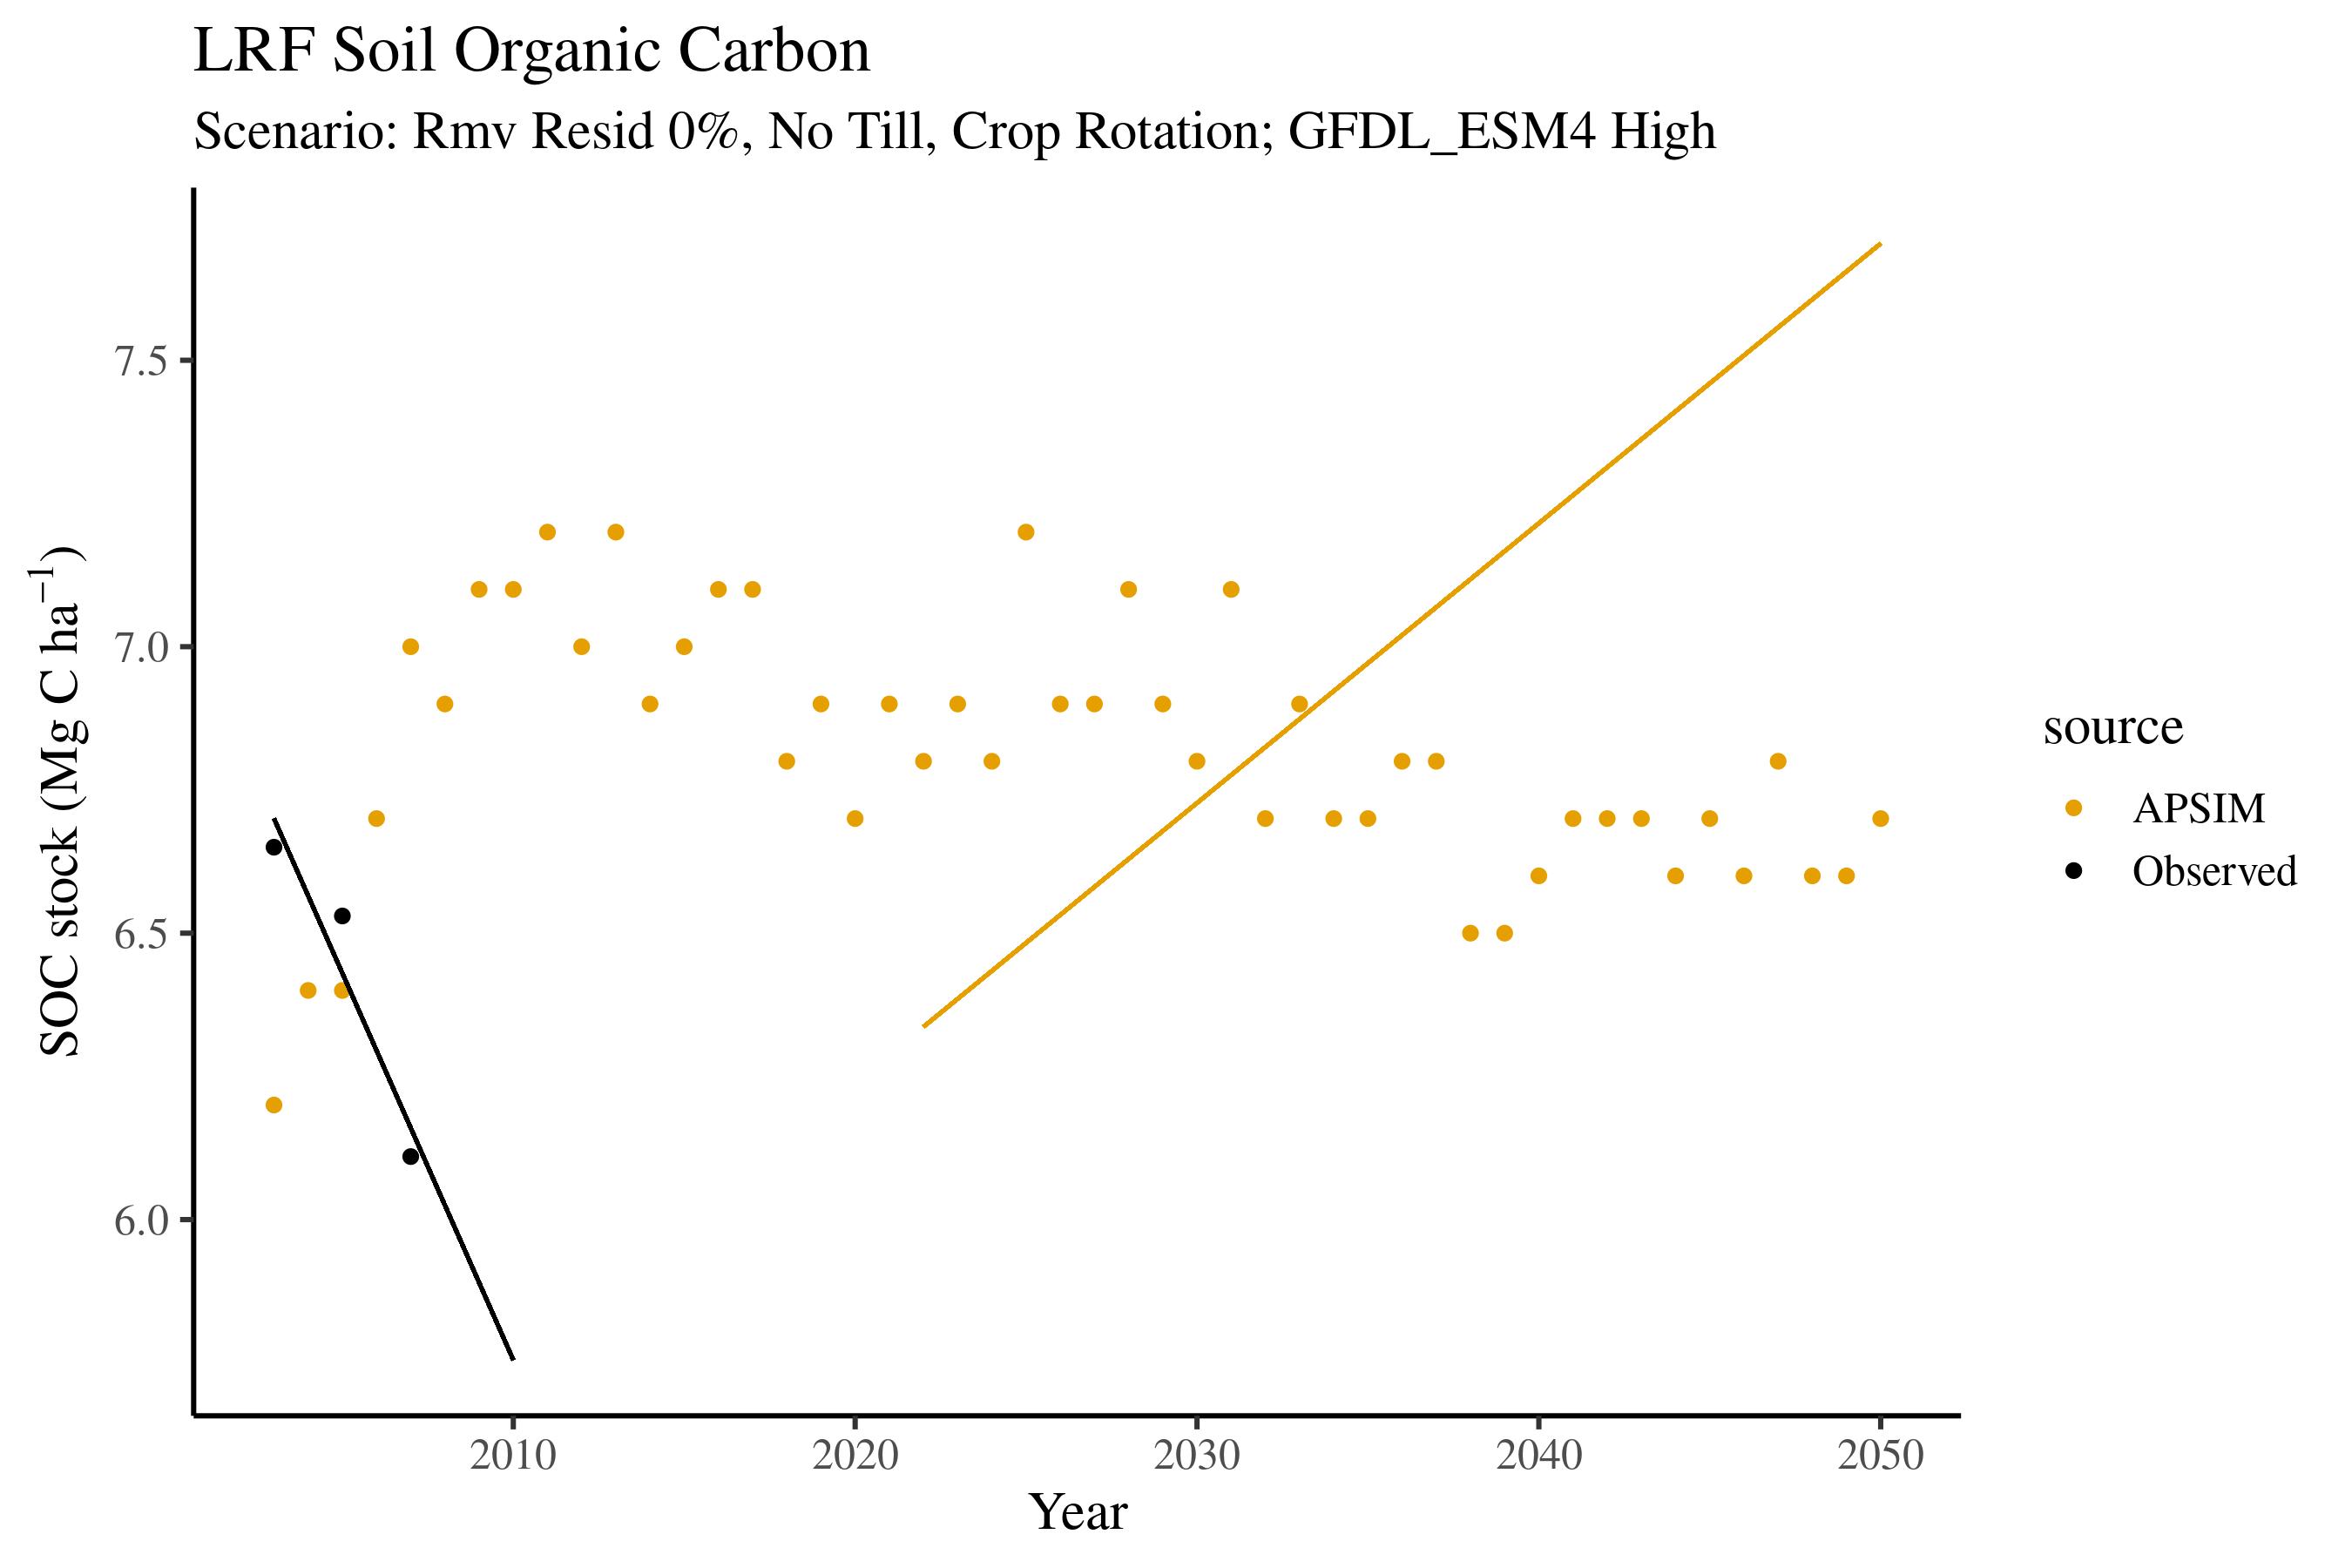 LRF Soil Organic Carbon
Scenario: Rmv Resid 0%, No Till, Crop Rotation; GFDL_ESM4 High
SOC stock (Mg C ha⁻¹)
7.5
7.0
6.5
6.0
2010 2020 2030 2040 2050
Year
source
APSIM
Observed